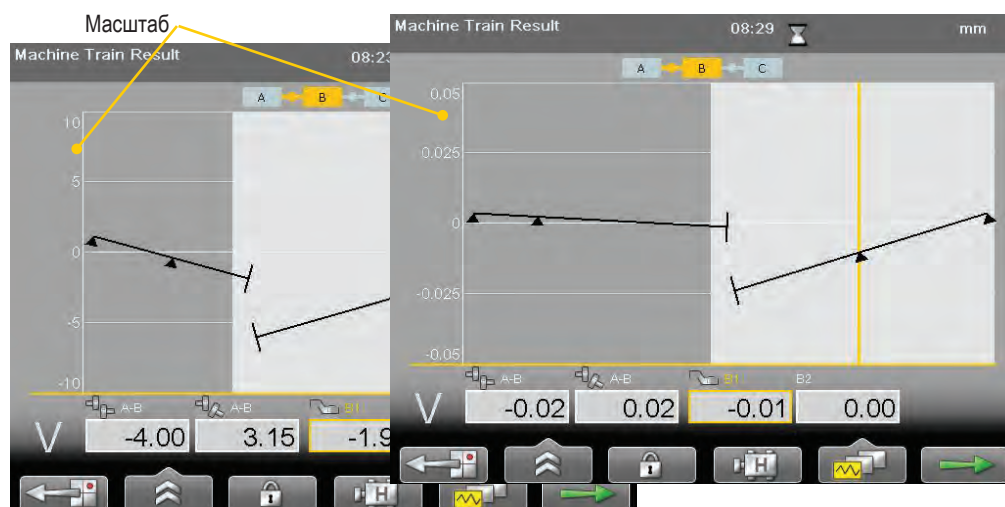 Масштаб
Machine Train Result
08:23
A B C
10
5
0
-5
-10
A-B A-B B1
V -4.00 3.15 -1.9
H
Machine Train Result 08:29 mm
A B C
0.05
0.025
0
-0.025
-0.05
A-B A-B B1 B2
V -0.02 0.02 -0.01 0.00
H